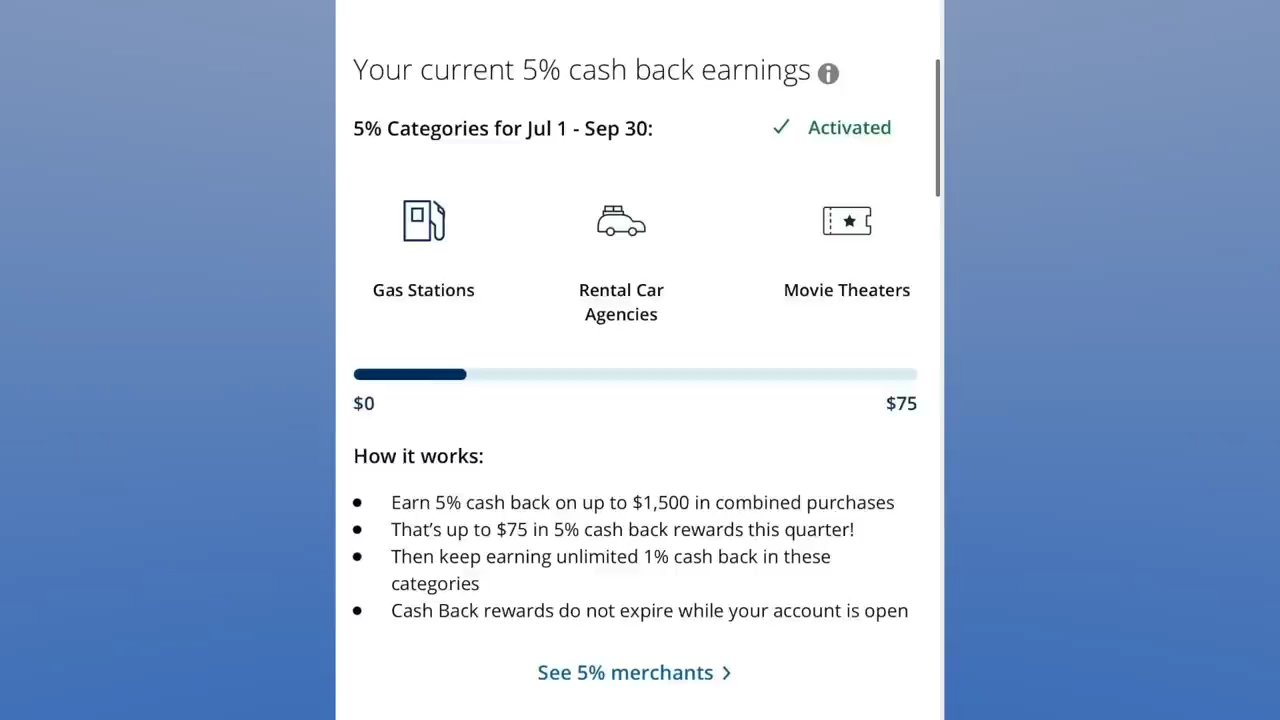 Your current 5% cash back earnings
5% Categories for Jul 1 - Sep 30:
Activated
Gas Stations
Rental Car
Agencies
Movie Theaters
$0
$75
How it works:
• Earn 5% cash back on up to $1,500 in combined purchases
• That’s up to $75 in 5% cash back rewards this quarter!
• Then keep earning unlimited 1% cash back in these
categories
• Cash Back rewards do not expire while your account is open
See 5% merchants >